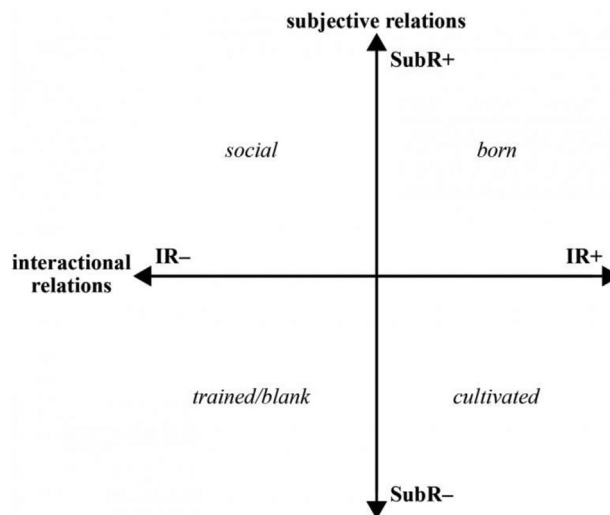 subjective relations
SubR+
social
born
IR–
IR+
interactional
relations
trained/blank
cultivated
SubR–